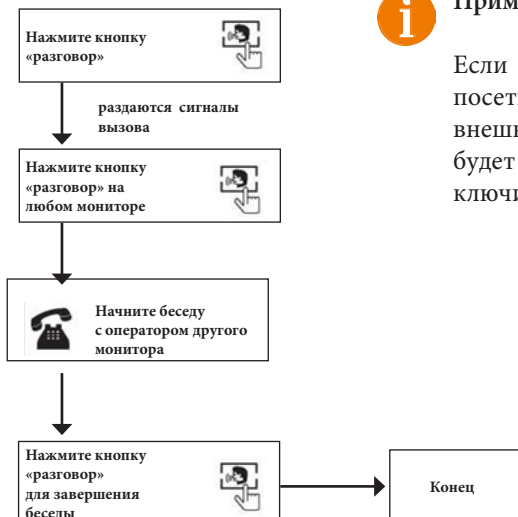 Нажмите кнопку
«разговор»
раздаются сигналы
вызова
Нажмите кнопку
«разговор» на
любом мониторе
Начните беседу
с оператором другого
монитора
Нажмите кнопку
«разговор»
для завершения
беседы
Конец
Если
будет